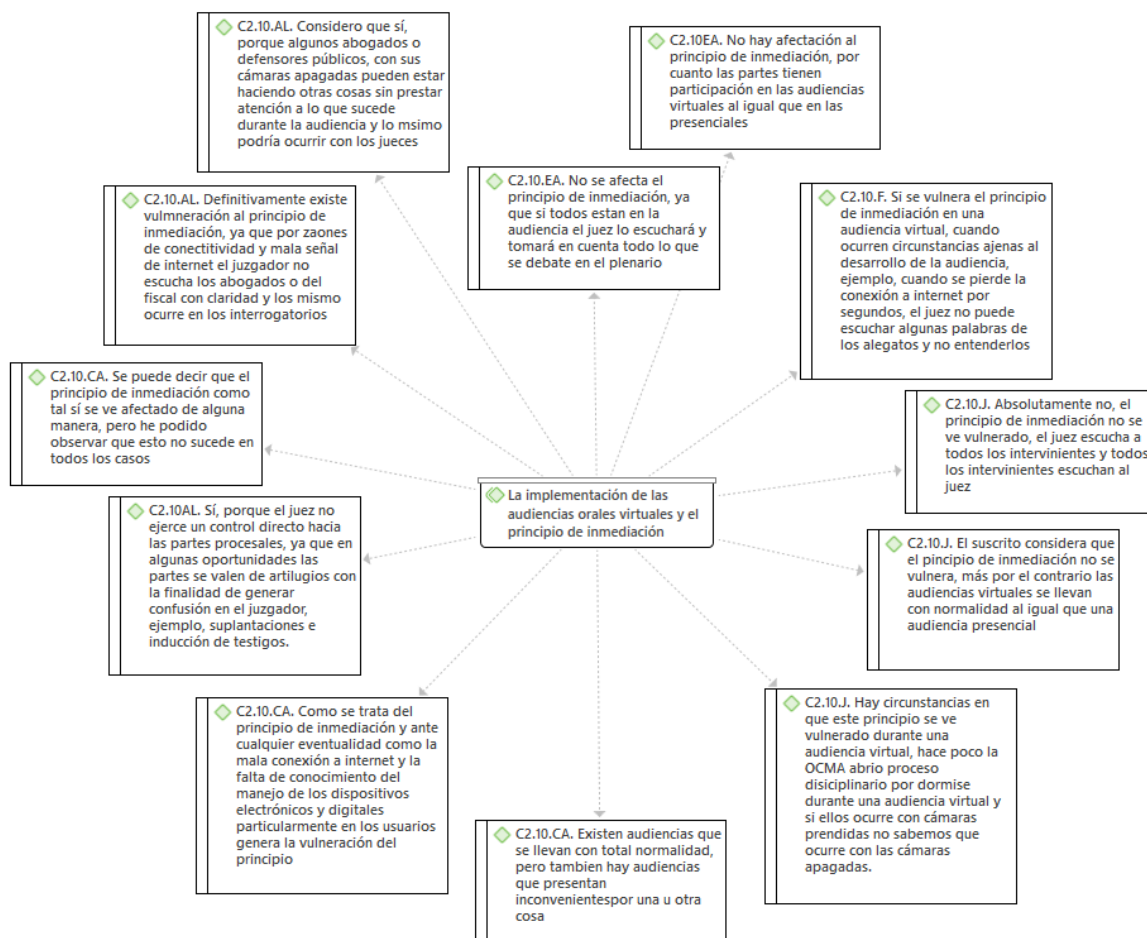 C2.10.AL. Considero que sí,
porque algunos abogados o
defensores públicos, con sus
cámaras apagadas pueden estar
haciendo otras cosas sin prestar
atención a lo que sucede
durante la audiencia y lo msimo
podría ocurrir con los jueces
C2.10EA. No hay afectación al
principio de inmediación, por
cuanto las partes tienen
participación en las audiencias
virtuales al igual que en las
presenciales
C2.10.AL. Definitivamente existe
vulmneración al principio de
inmediación, ya que por zaones
de conectitividad y mala señal
de internet el juzgador no
escucha los abogados o del
fiscal con claridad y los mismo
ocurre en los interrogatorios
C2.10.EA. No se afecta el
principio de inmediación, ya
que si todos estan en la
audiencia el juez lo escuchará y
tomará en cuenta todo lo que
se debate en el plenario
C2.10.F. Si se vulnera el principio
de inmediación en una
audiencia virtual, cuando
ocurren circunstancias ajenas al
desarrollo de la audiencia,
ejemplo, cuando se pierde la
conexión a internet por
segundos, el juez no puede
escuchar algunas palabras de
los alegatos y no entenderlos
C2.10.CA. Se puede decir que el
principio de inmediación como
tal sí se ve afectado de alguna
manera, pero he podido
observar que esto no sucede en
todos los casos
C2.10.J. Absolutamente no, el
principio de inmediación no se
ve vulnerado, el juez escucha a
todos los intervinientes y todos
los intervinientes escuchan al
juez
La implementación de las
audiencias orales virtuales y el
principio de inmediación
C2.10AL. Sí, porque el juez no
ejerce un control directo hacia
las partes procesales, ya que en
algunas oportunidades las
partes se valen de artilugios con
la finalidad de generar
confusión en el juzgador,
ejemplo, suplantaciones e
inducción de testigos.
C2.10.J. El suscrito considera que
el pincipio de inmediación no se
vulnera, más por el contrario las
audiencias virtuales se llevan
con normalidad al igual que una
audiencia presencial
C2.10.CA. Como se trata del
principio de inmediación y ante
cualquier eventualidad como la
mala conexión a internet y la
falta de conocimiento del
manejo de los dispositivos
electrónicos y digitales
particularmente en los usuarios
genera la vulneración del
principio
C2.10.J. Hay circunstancias en
que este principio se ve
vulnerado durante una
audiencia virtual, hace poco la
OCMA abrio proceso
disiciplinario por dormise
durante una audiencia virtual y
si ellos ocurre con cámaras
prendidas no sabemos que
ocurre con las cámaras
apagadas.
C2.10.CA. Existen audiencias que
se llevan con total normalidad,
pero tambien hay audiencias
que presentan
inconvenientespor una u otra
cosa